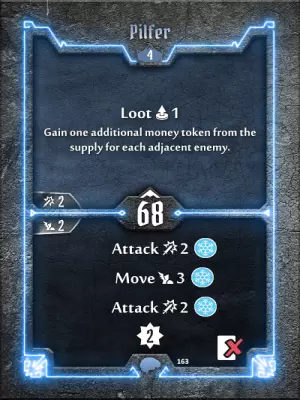 Pilfer
4
Loot 1
Gain one additional money token from the
supply for each adjacent enemy.
2
68
2
Attack 2
Move 3
Attack 2
2
163